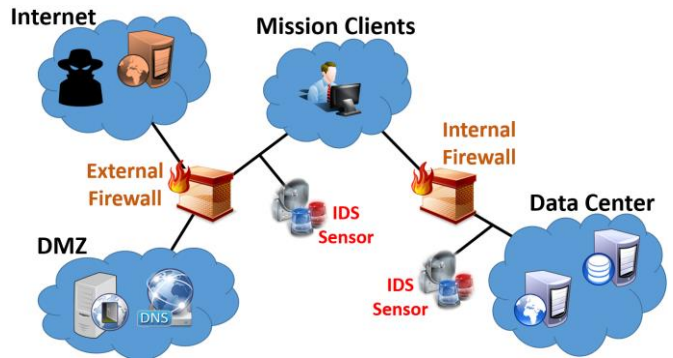 Internet
Mission Clients
External
Firewall
Internal
Firewall
IDS
Sensor
Data Center
DMZ
DNS
IDS
Sensor